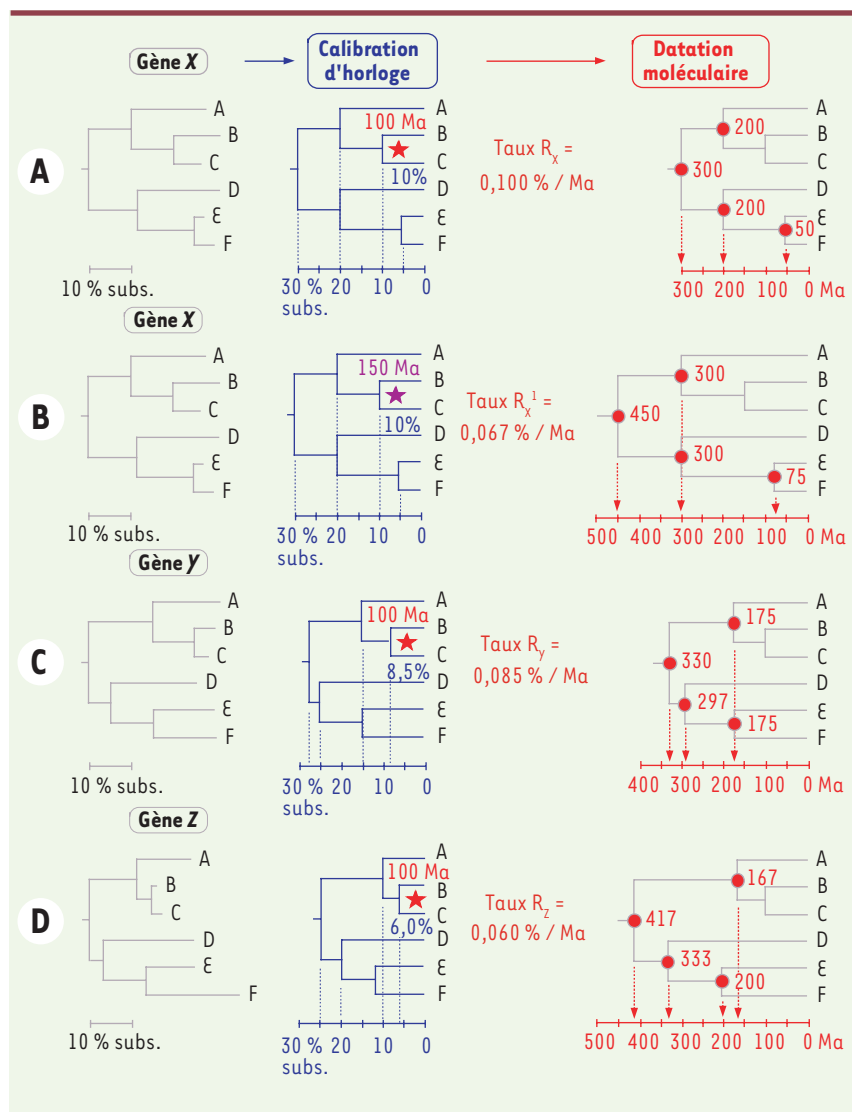 Gène X
Calibration
d'horloge
Datation
moléculaire
A
A
B
C
D
E
F
10 % subs.
100 Ma
10%
A
B
C
D
E
F
30 % 20 10 0
subs.
Taux Rx =
0,100 % / Ma
200
300
200
50
A
B
C
D
E
F
300 200 100 0 Ma
Gène X
B
A
B
C
D
E
F
10 % subs.
150 Ma
10%
A
B
C
D
E
F
30 % 20 10 0
subs.
Taux Rx¹ =
0,067 % / Ma
300
450
300
75
A
B
C
D
E
F
500 400 300 200 100 0 Ma
Gène Y
C
A
B
C
D
E
F
10 % subs.
100 Ma
8,5%
A
B
C
D
E
F
30 % 20 10 0
subs.
Taux Ry =
0,085 % / Ma
175
330
297
175
A
B
C
D
E
F
400 300 200 100 0 Ma
Gène Z
D
A
B
C
D
E
F
10 % subs.
100 Ma
6,0%
A
B
C
D
E
F
30 % 20 10 0
subs.
Taux Rz =
0,060 % / Ma
167
417
333
200
A
B
C
D
E
F
500 400 300 200 100 0 Ma